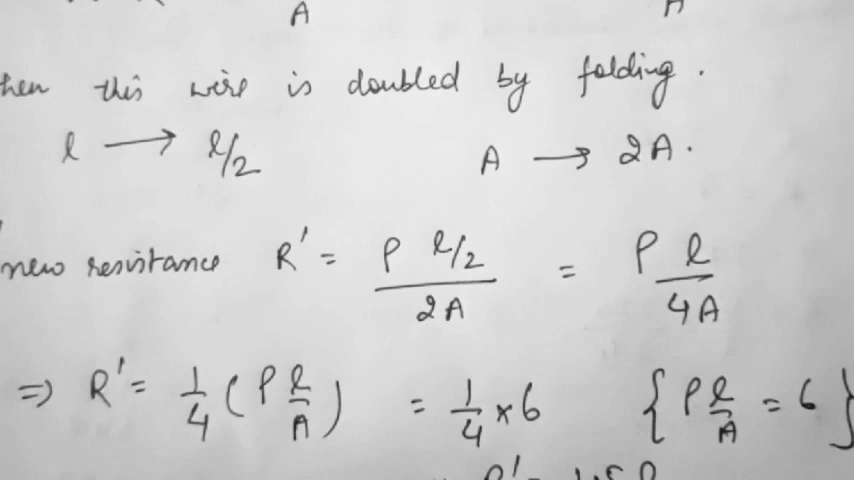 A
hen this wire is doubled by folding.
l → l/2 A → 2A.
new resistance R' = ρ l/2 / 2A = ρ l / 4A
⇒ R' = 1/4 (ρ l/A) = 1/4 × 6 {ρ l/A = 6}